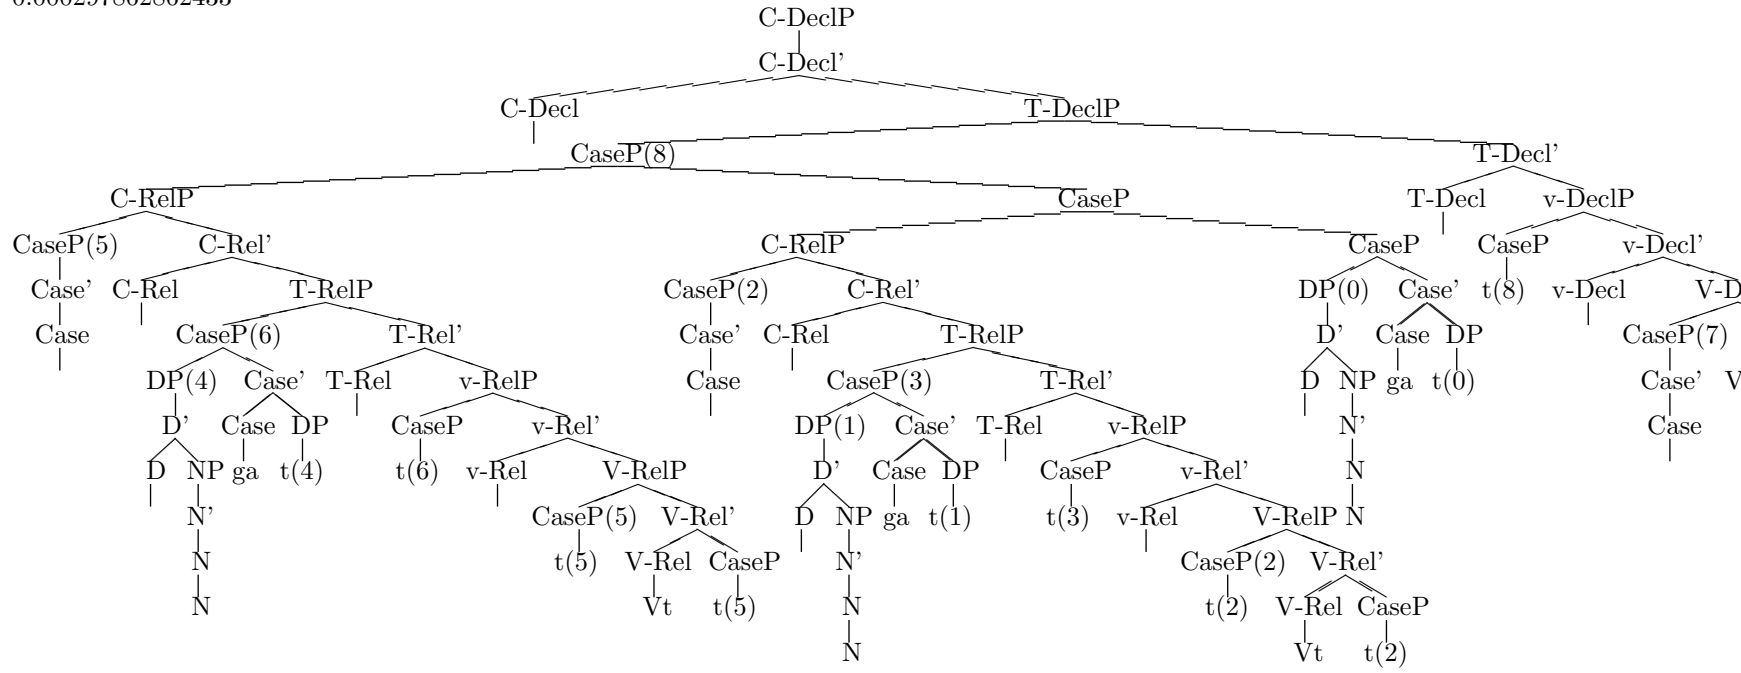 C-DeclP
C-Decl'
C-Decl T-DeclP
CaseP(8) T-Decl'
C-RelP CaseP T-Decl v-DeclP
CaseP(5) C-Rel' C-RelP CaseP CaseP v-Decl'
Case' C-Rel T-RelP CaseP(2) C-Rel' DP(0) Case' t(8) v-Decl
Case CaseP(6) T-Rel' Case' C-Rel T-RelP D' Case DP CaseP(7)
DP(4) Case' T-Rel v-RelP Case CaseP(3) T-Rel' D NP ga t(0) Case'
D' Case DP CaseP v-Rel' DP(1) Case' T-Rel v-RelP N' Case
D NP ga t(4) t(6) v-Rel V-RelP D' Case DP CaseP v-Rel' N
N' CaseP(5) V-Rel' D NP ga t(1) t(3) v-Rel V-RelP N
N t(5) V-Rel CaseP N' CaseP(2) V-Rel'
N Vt t(5) N t(2) V-Rel CaseP
N Vt t(2)